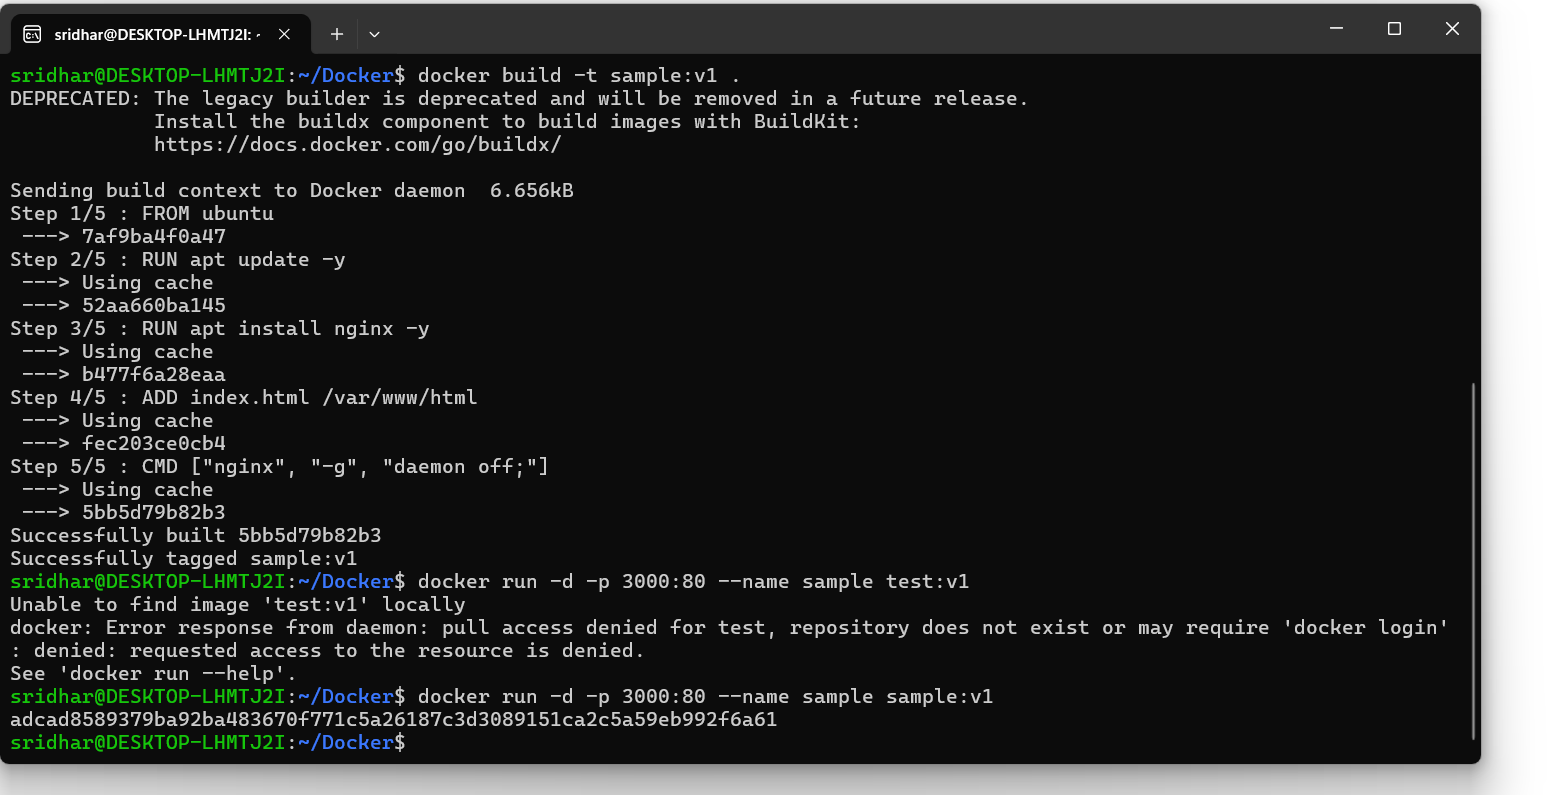 sridhar@DESKTOP-LHMTJ2I: ~
sridhar@DESKTOP-LHMTJ2I:~/Docker$ docker build -t sample:v1 .
DEPRECATED: The legacy builder is deprecated and will be removed in a future release.
            Install the buildx component to build images with BuildKit:
            https://docs.docker.com/go/buildx/

Sending build context to Docker daemon  6.656kB
Step 1/5 : FROM ubuntu
 ---> 7af9ba4f0a47
Step 2/5 : RUN apt update -y
 ---> Using cache
 ---> 52aa660ba145
Step 3/5 : RUN apt install nginx -y
 ---> Using cache
 ---> b477f6a28eaa
Step 4/5 : ADD index.html /var/www/html
 ---> Using cache
 ---> fec203ce0cb4
Step 5/5 : CMD ["nginx", "-g", "daemon off;"]
 ---> Using cache
 ---> 5bb5d79b82b3
Successfully built 5bb5d79b82b3
Successfully tagged sample:v1
sridhar@DESKTOP-LHMTJ2I:~/Docker$ docker run -d -p 3000:80 --name sample test:v1
Unable to find image 'test:v1' locally
docker: Error response from daemon: pull access denied for test, repository does not exist or may require 'docker login'
: denied: requested access to the resource is denied.
See 'docker run --help'.
sridhar@DESKTOP-LHMTJ2I:~/Docker$ docker run -d -p 3000:80 --name sample sample:v1
adcad8589379ba92ba483670f771c5a26187c3d3089151ca2c5a59eb992f6a61
sridhar@DESKTOP-LHMTJ2I:~/Docker$